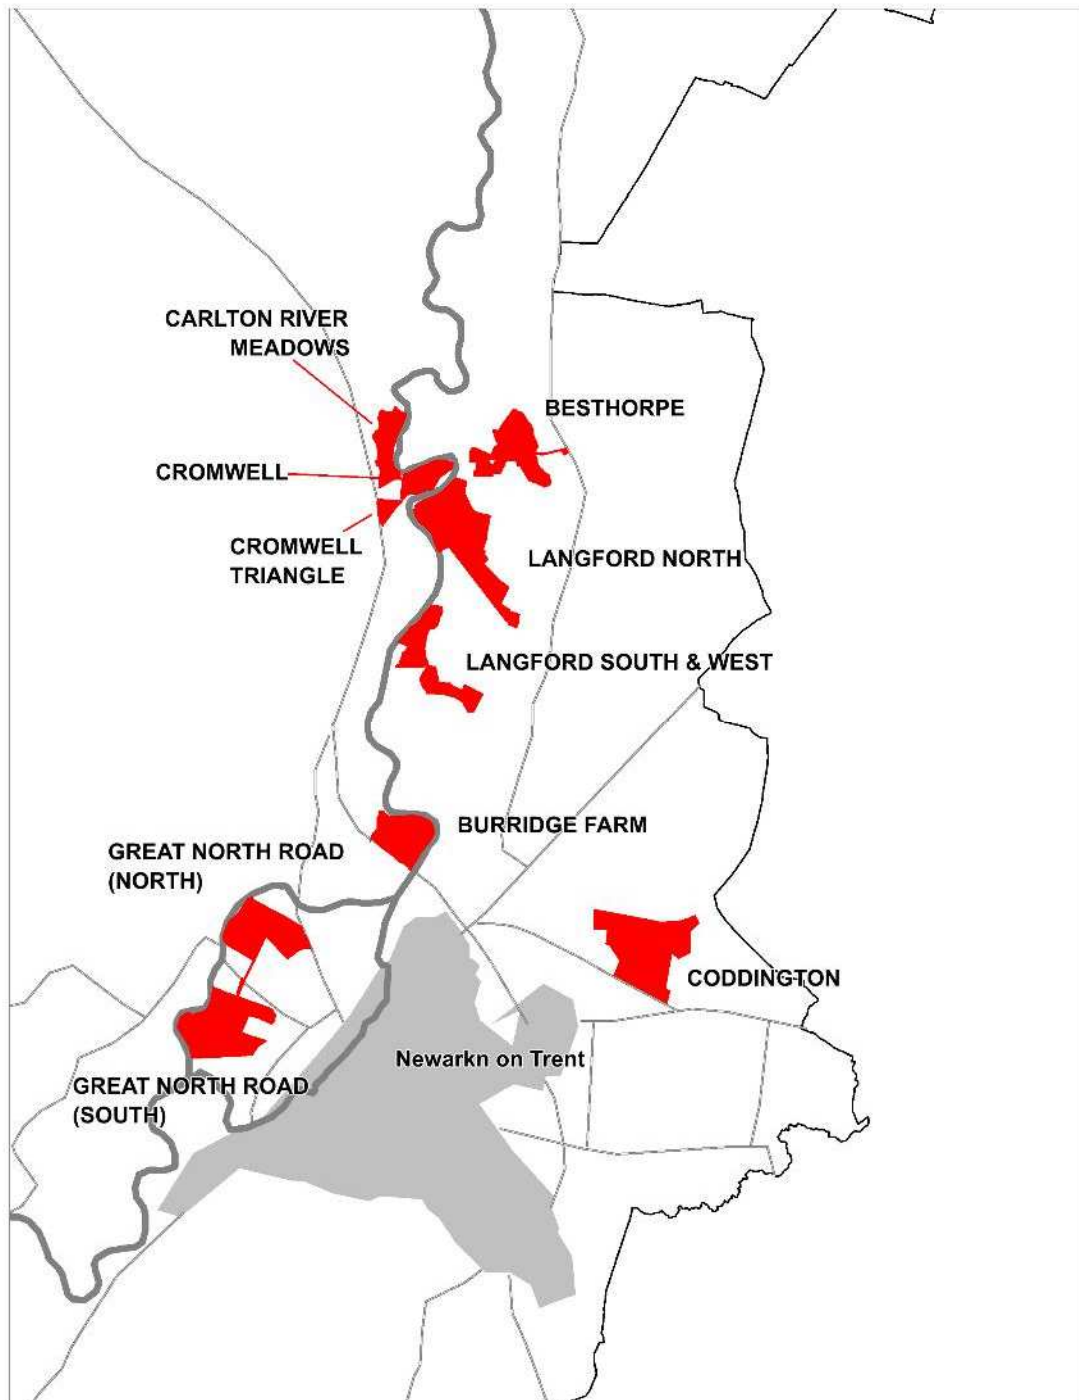 CARLTON RIVER
MEADOWS
BESTHORPE
CROMWELL
CROMWELL
TRIANGLE
LANGFORD NORTH
LANGFORD SOUTH & WEST
BURRIDGE FARM
GREAT NORTH ROAD
(NORTH)
CODDINGTON
Newarkn on Trent
GREAT NORTH ROAD
(SOUTH)